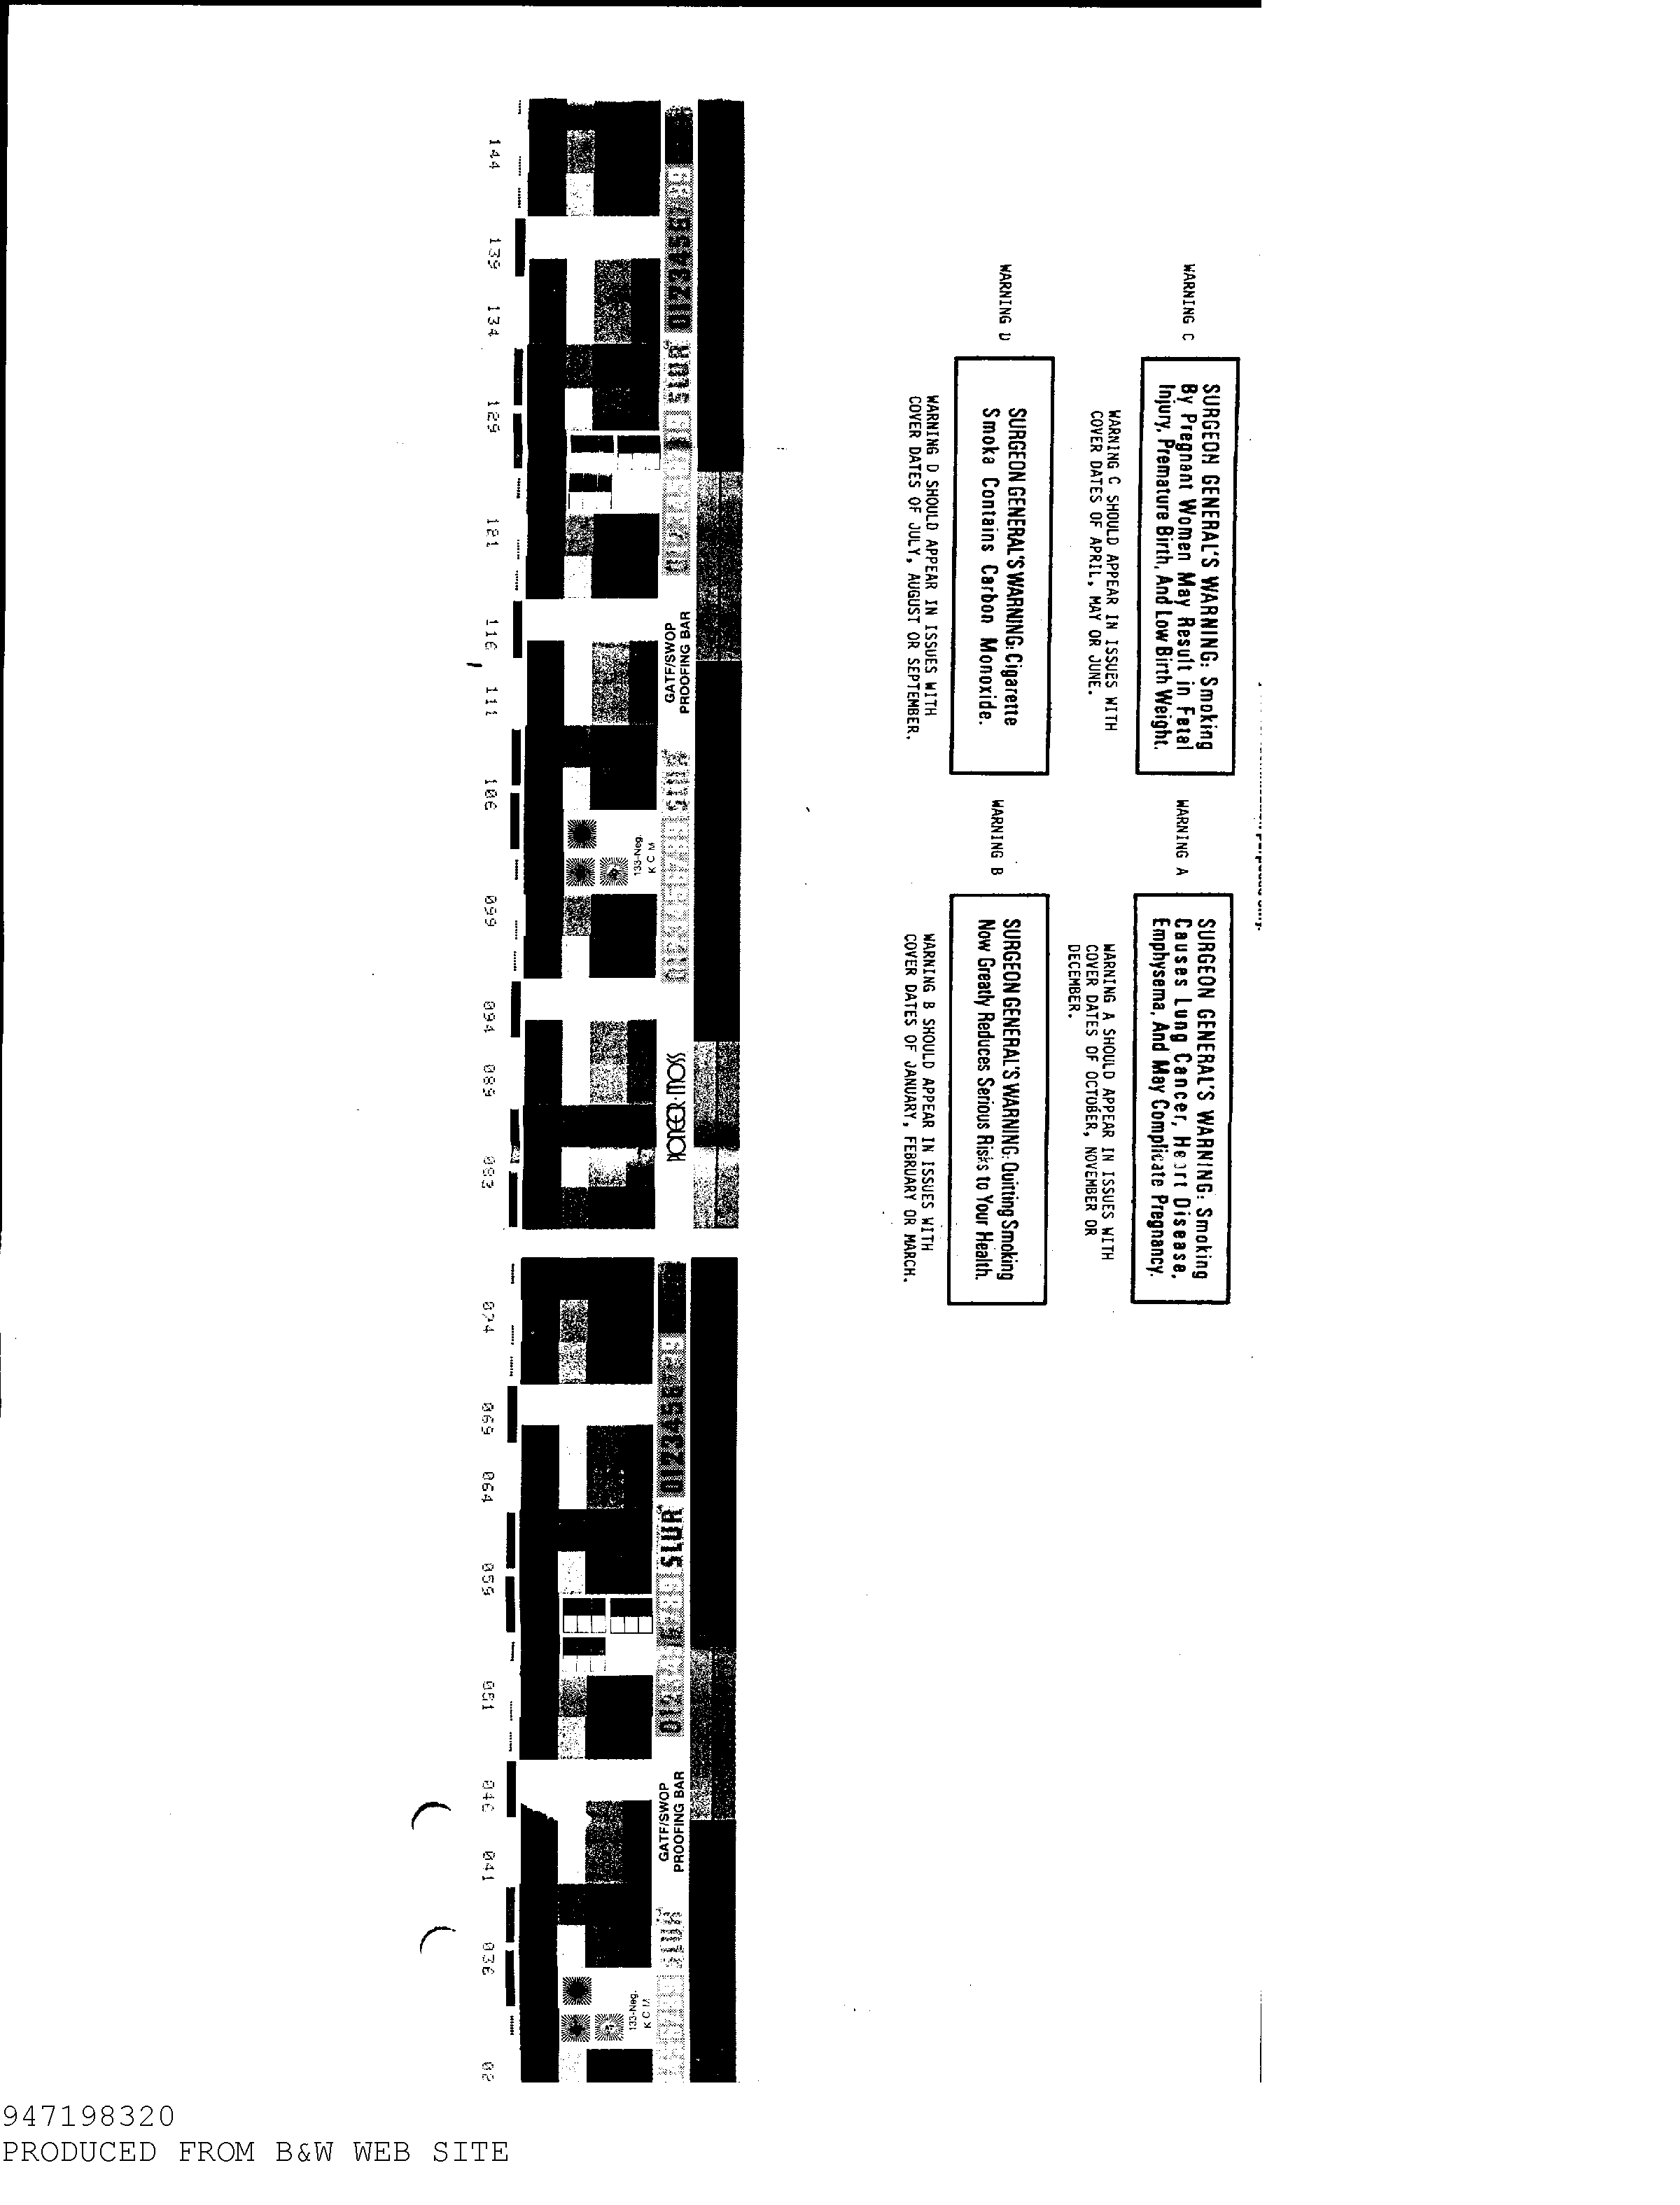 WARNING C
SURGEON GENERAL'S WARNING: Smoking
By Pregnant Women May Result in Fetal
Injury, Premature Birth, And Low Birth Weight.
WARNING C SHOULD APPEAR IN ISSUES WITH
COVER DATES OF APRIL, MAY OR JUNE.
WARNING A
SURGEON GENERAL'S WARNING: Smoking
Causes Lung Cancer, Heart Disease,
Emphysema, And May Complicate Pregnancy.
WARNING A SHOULD APPEAR IN ISSUES WITH
COVER DATES OF OCTOBER, NOVEMBER OR
DECEMBER.
WARNING D
SURGEON GENERAL'S WARNING: Cigarette
Smoka Contains Carbon Monoxide.
WARNING D SHOULD APPEAR IN ISSUES WITH
COVER DATES OF JULY, AUGUST OR SEPTEMBER.
WARNING B
SURGEON GENERAL'S WARNING: Quitting Smoking
Now Greatly Reduces Serious Risks to Your Health.
WARNING B SHOULD APPEAR IN ISSUES WITH
COVER DATES OF JANUARY, FEBRUARY OR MARCH.
0123456789 SLUR
GATF/SWOP
PROOFING BAR
SLUR
133-Neg.
K C M
0123456789 SLUR
GATF/SWOP
PROOFING BAR
SLUR
133-Neg.
K C M
144 139 134 129 121 116 111 106 099 094 089 083 074 069 064 059 051 046 041 036 02
947198320
PRODUCED FROM B&W WEB SITE